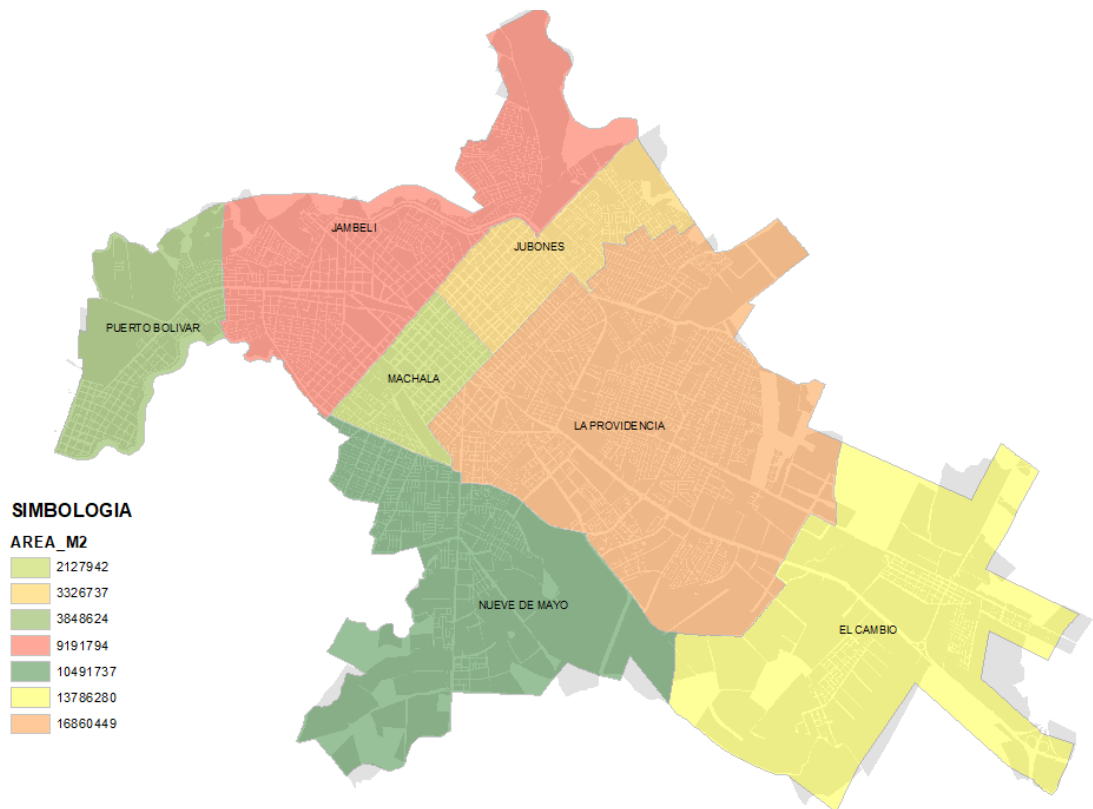 JAMBELI
JUBONES
PUERTO BOLIVAR
MACHALA
LA PROVIDENCIA
NUEVE DE MAYO
EL CAMBIO
SIMBOLOGIA
AREA_M2
2127942
3326737
3848624
9191794
10491737
13786280
16860449